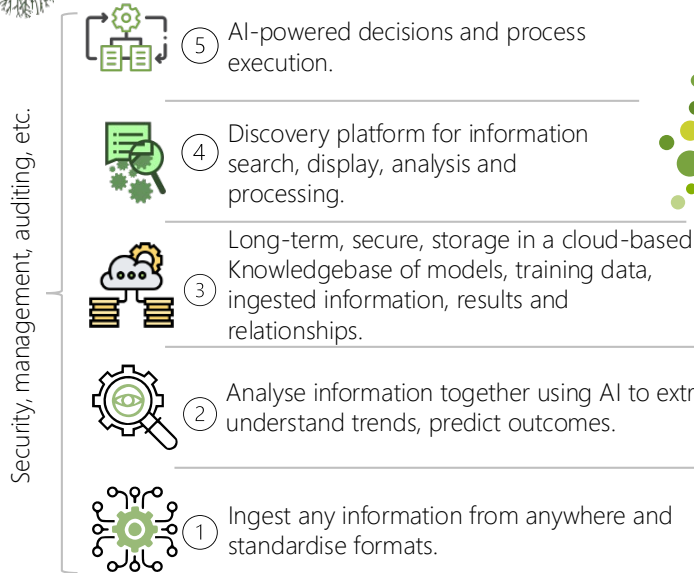 5
AI-powered decisions and process
execution.
4
Discovery platform for information
search, display, analysis and
processing.
3
Long-term, secure, storage in a cloud-based
Knowledgebase of models, training data,
ingested information, results and
relationships.
2
Analyse information together using AI to extr
understand trends, predict outcomes.
1
Ingest any information from anywhere and
standardise formats.
Security, management, auditing, etc.